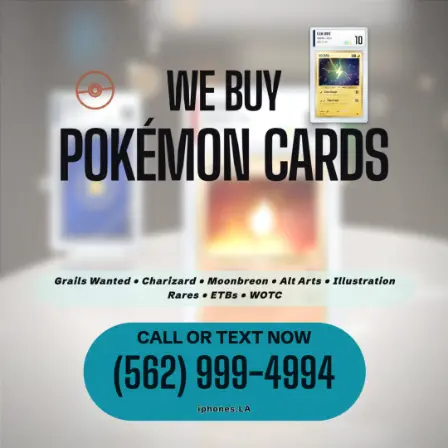 10
WE BUY
POKÉMON CARDS
Grails Wanted • Charizard • Moonbreon • Alt Arts • Illustration
Rares • ETBs • WOTC
CALL OR TEXT NOW
(562) 999-4994
iphones.LA